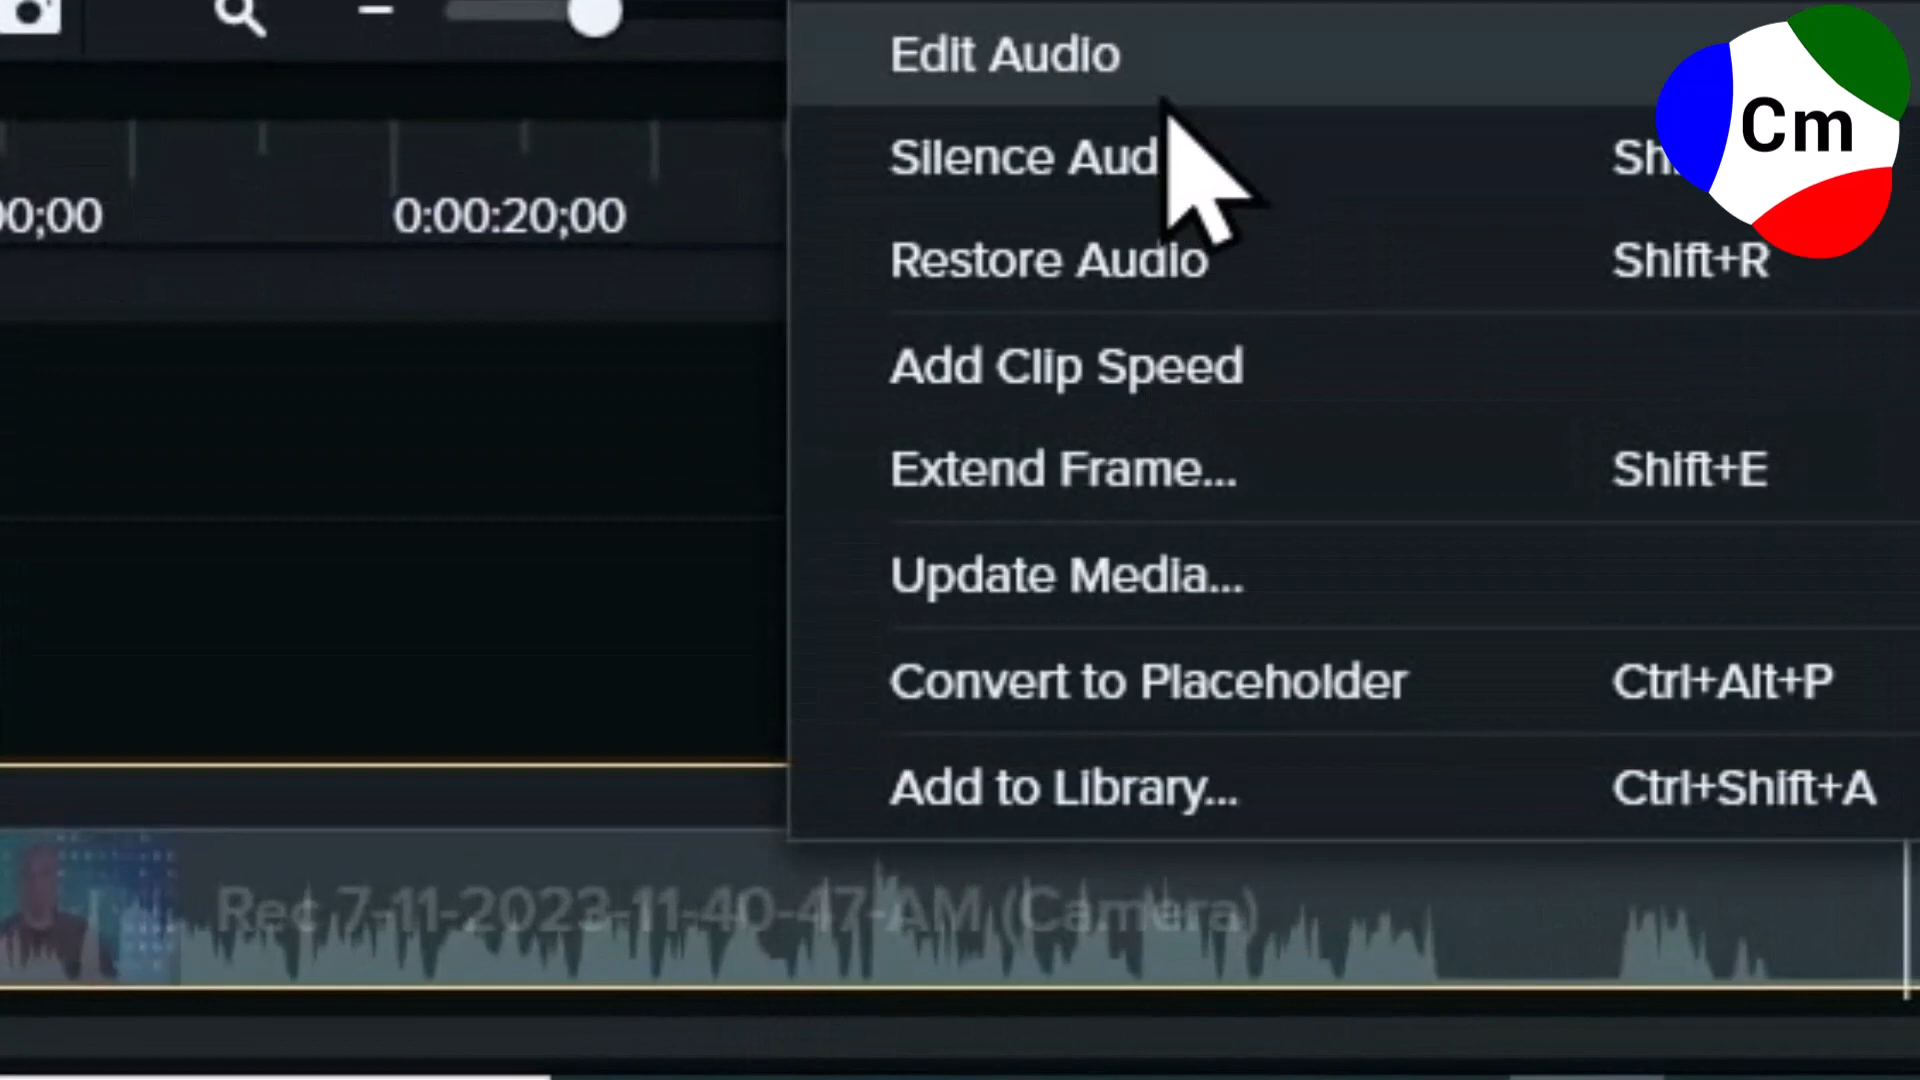 Edit Audio
Cm
Silence Aud
Sh
00;00
0:00:20;00
Restore Audio
Shift+R
Add Clip Speed
Extend Frame...
Shift+E
Update Media...
Convert to Placeholder
Ctrl+Alt+P
Add to Library...
Ctrl+Shift+A
Rec 7-11-2023-11-40-47-AM (Camera)